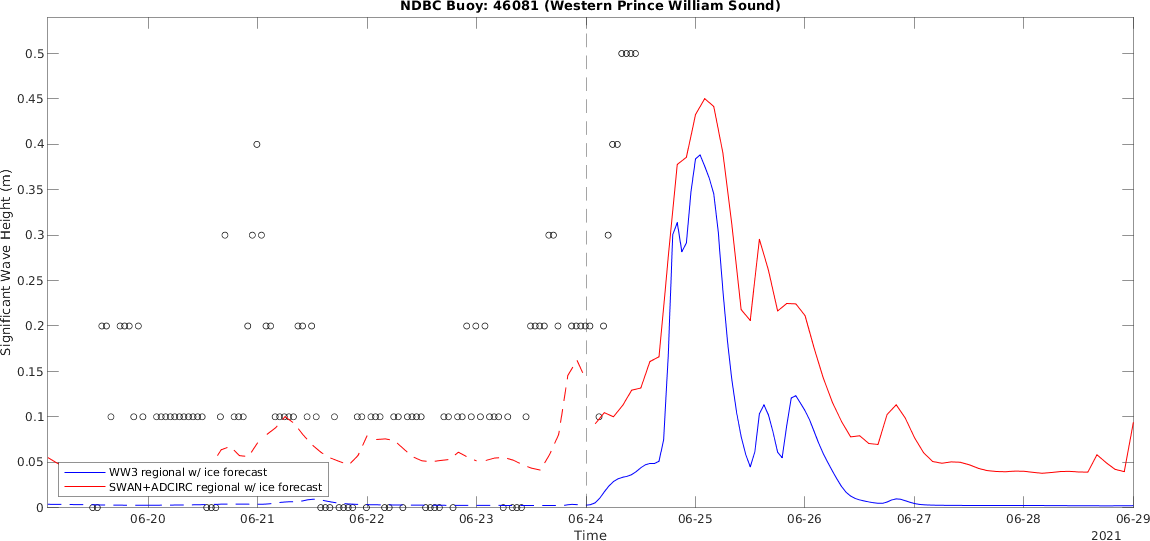 NDBC Buoy: 46081 (Western Prince William Sound)
0.5
0.45
0.4
0.35
0.3
0.25
0.2
0.15
0.1
0.05
0
Significant Wave Height (m)
WW3 regional w/ ice forecast
SWAN+ADCIRC regional w/ ice forecast
06-20 06-21 06-22 06-23 06-24 06-25 06-26 06-27 06-28 06-29
Time
2021